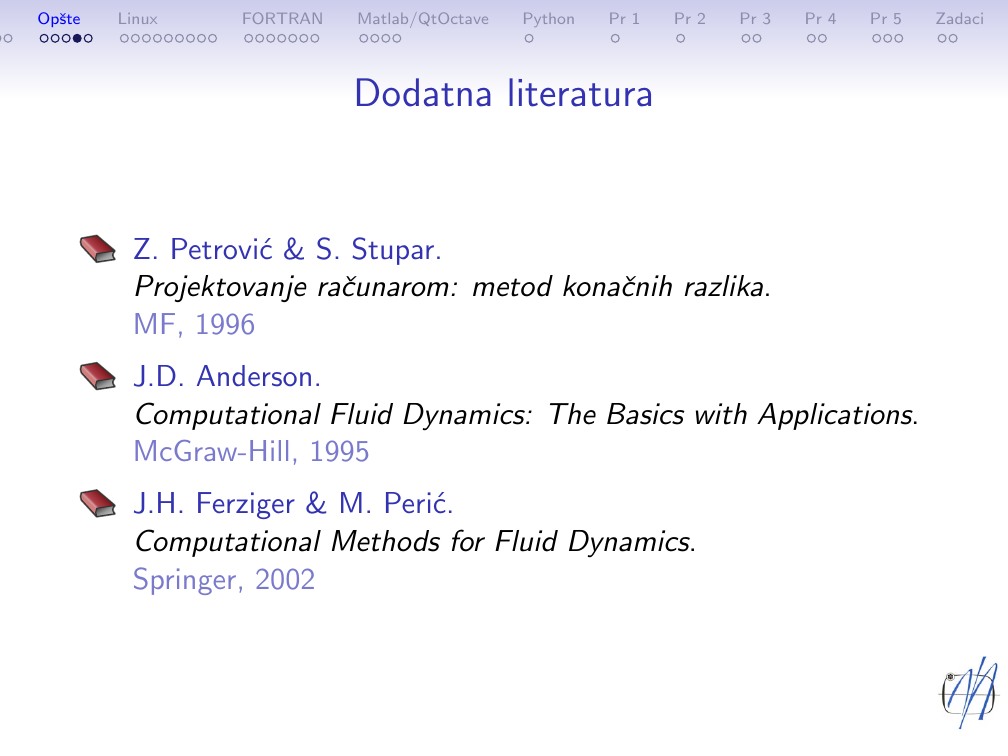 Opšte Linux FORTRAN Matlab/QtOctave Python Pr 1 Pr 2 Pr 3 Pr 4 Pr 5 Zadaci
Dodatna literatura
Z. Petrović & S. Stupar.
Projektovanje računarom: metod konačnih razlika.
MF, 1996
J.D. Anderson.
Computational Fluid Dynamics: The Basics with Applications.
McGraw-Hill, 1995
J.H. Ferziger & M. Perić.
Computational Methods for Fluid Dynamics.
Springer, 2002